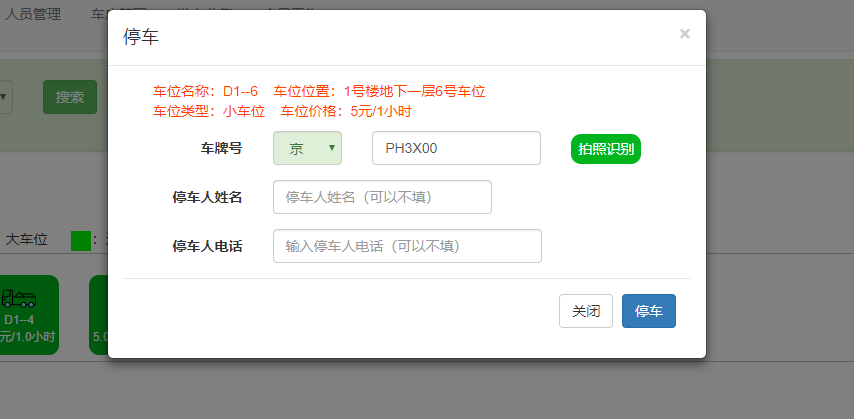 人员管理
停车
×
搜索
车位名称：D1--6 车位位置：1号楼地下一层6号车位
车位类型：小车位 车位价格：5元/1小时
车牌号 京 PH3X00 拍照识别
停车人姓名 停车人姓名（可以不填）
大车位
停车人电话 输入停车人电话（可以不填）
D1--4
元/1.0小时
5.0
关闭 停车